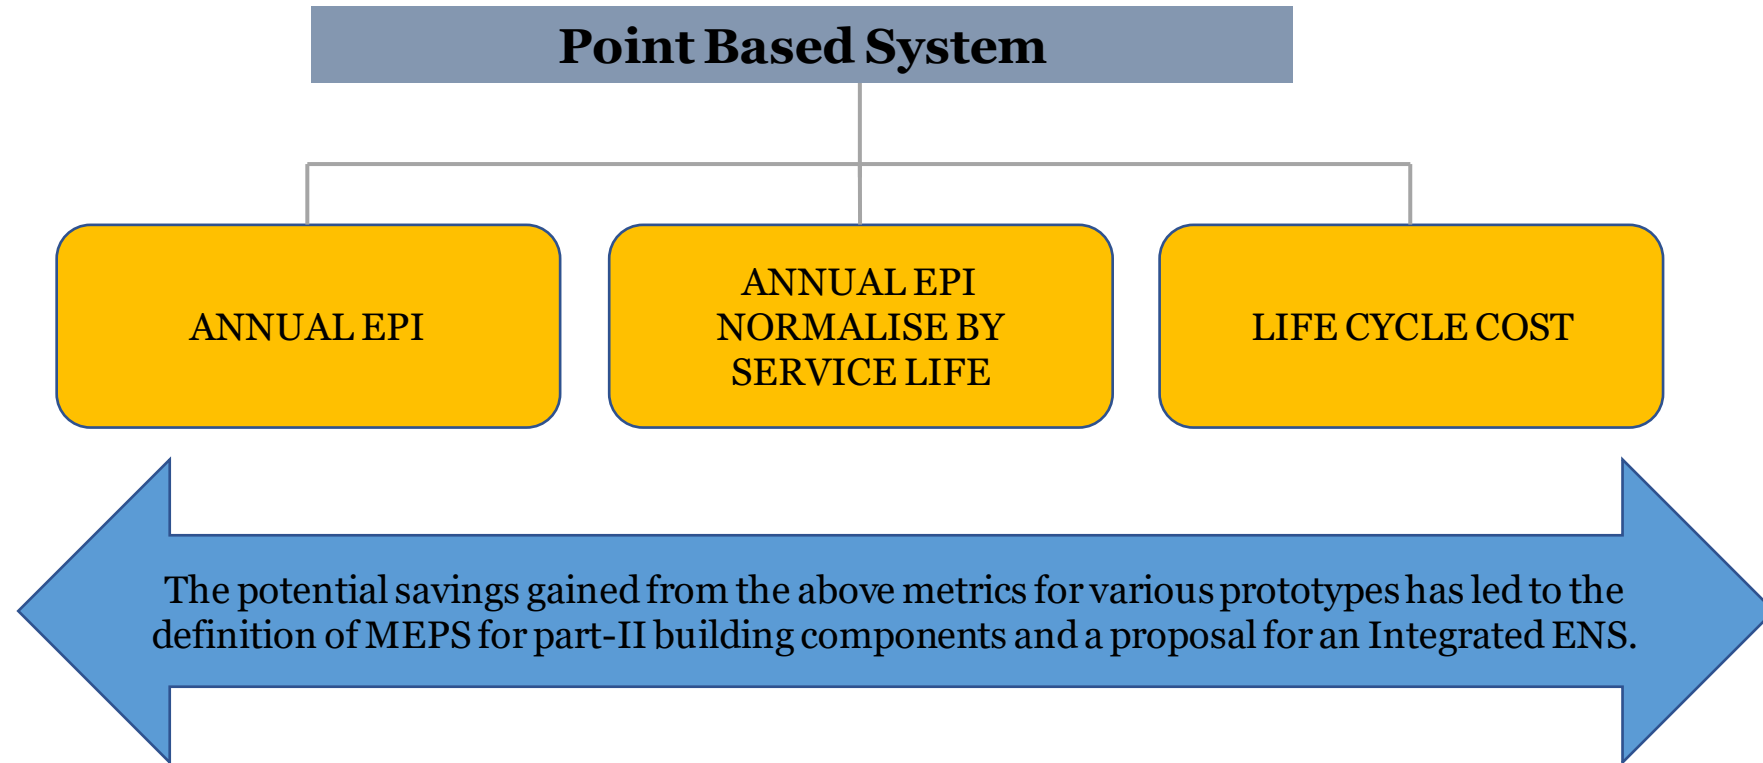 Point Based System
ANNUAL EPI
ANNUAL EPI
NORMALISE BY
SERVICE LIFE
LIFE CYCLE COST
The potential savings gained from the above metrics for various prototypes has led to the
definition of MEPS for part-II building components and a proposal for an Integrated ENS.